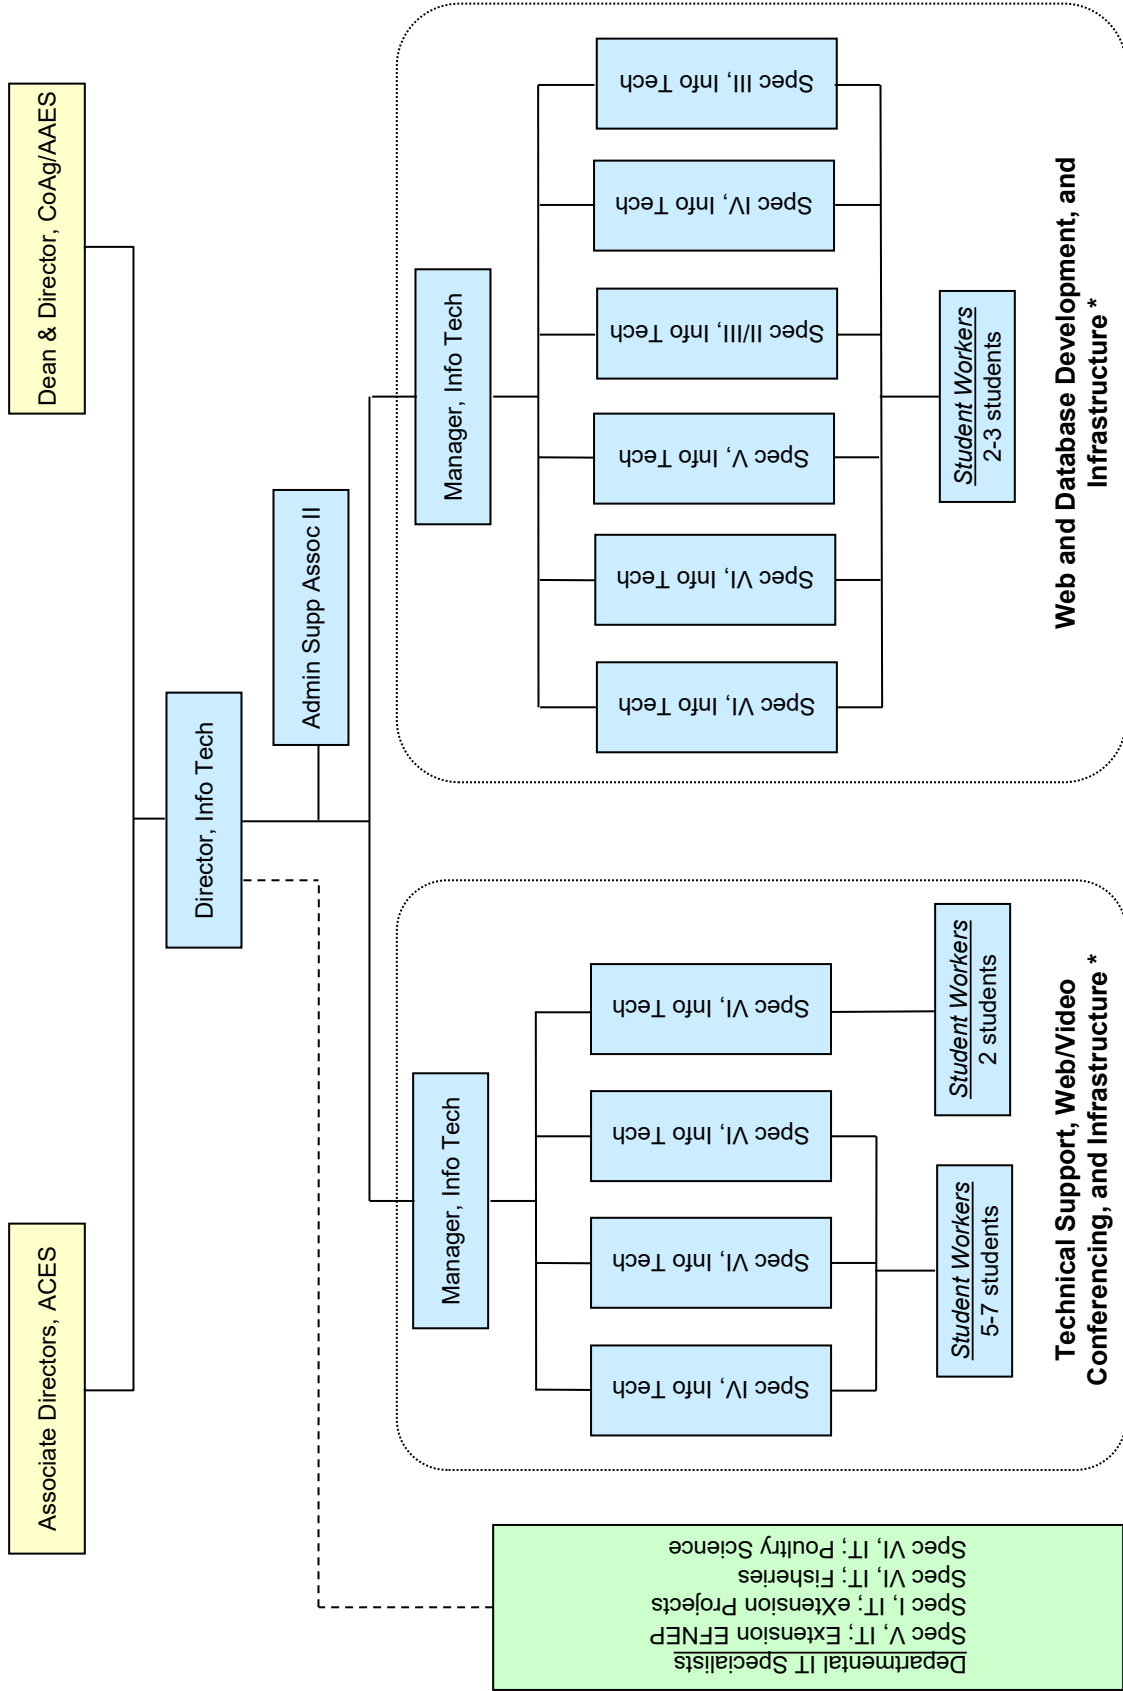 Associate Directors, ACES
Dean & Director, CoAg/AAES
Director, Info Tech
Admin Supp Assoc II
Departmental IT Specialists
Spec V, IT; Extension EFNEP
Spec I, IT; eXtension Projects
Spec VI, IT; Fisheries
Spec VI, IT; Poultry Science
Manager, Info Tech
Spec IV, Info Tech
Spec VI, Info Tech
Spec VI, Info Tech
Spec VI, Info Tech
Student Workers
5-7 students
Student Workers
2 students
Technical Support, Web/Video
Conferencing, and Infrastructure *
Manager, Info Tech
Spec VI, Info Tech
Spec VI, Info Tech
Spec V, Info Tech
Spec II/III, Info Tech
Spec IV, Info Tech
Spec III, Info Tech
Student Workers
2-3 students
Web and Database Development, and
Infrastructure *